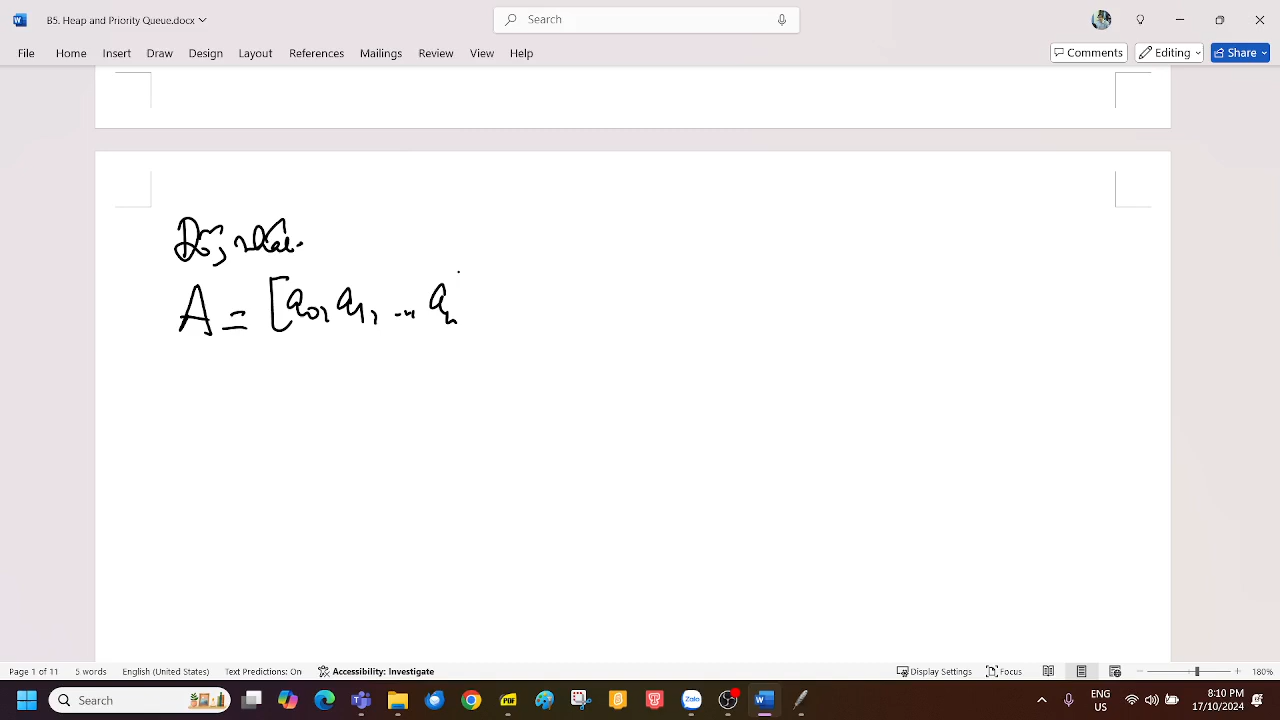 B5. Heap and Priority Queue.docx
Search
File Home Insert Draw Design Layout References Mailings Review View Help
Comments Editing Share
A = [a0, a1, ... an
Page 1 of 11 5 words English (United States) Text Predictions: On Accessibility: Investigate Display Settings Focus 180%
Search PDF Zalo ENG US 8:10 PM 17/10/2024